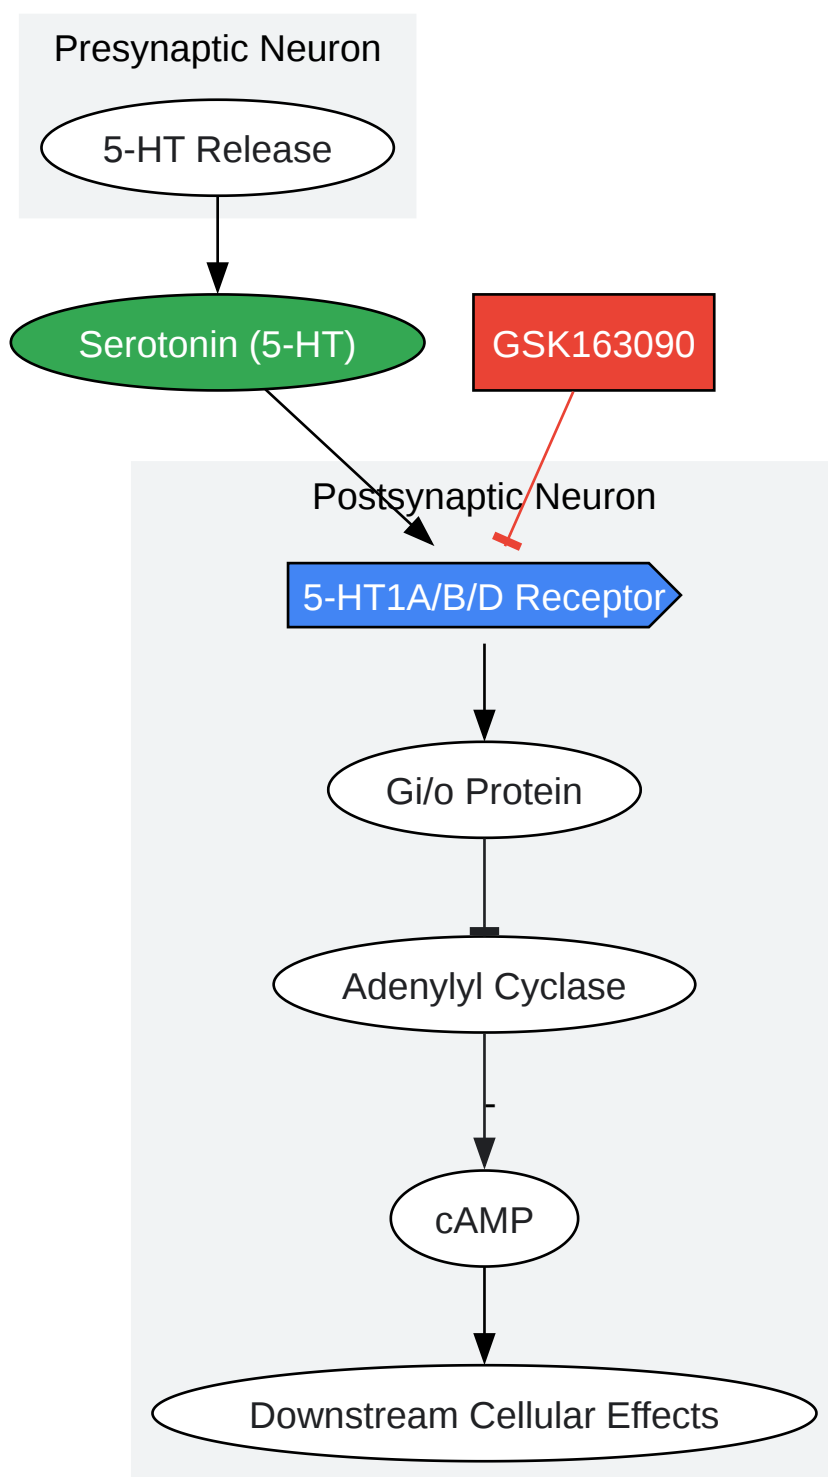 Presynaptic Neuron
5-HT Release
Serotonin (5-HT)
GSK163090
Postsynaptic Neuron
5-HT1A/B/D Receptor
Gi/o Protein
Adenylyl Cyclase
-
cAMP
Downstream Cellular Effects